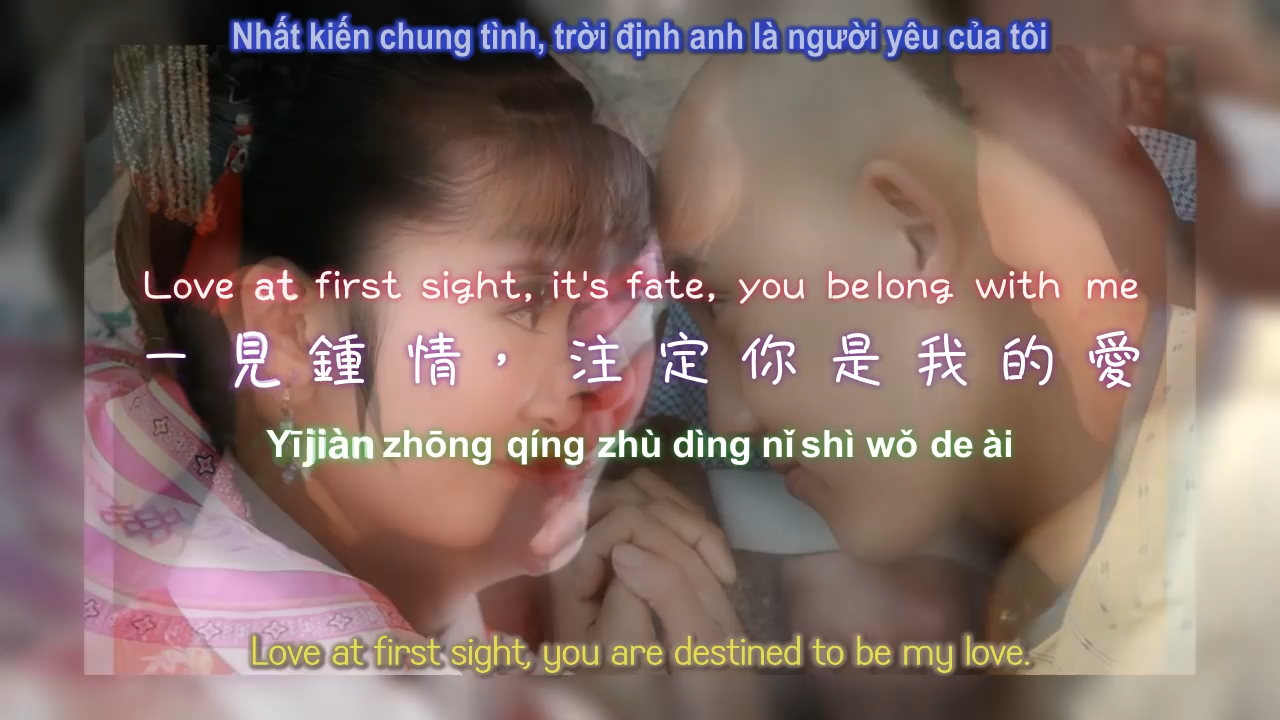 Nhất kiến chung tình, trời định anh là người yêu của tôi
Love at first sight, it's fate, you belong with me
一見鍾情，注定你是我的愛
Yījiàn zhōng qíng zhù dìng nǐ shì wǒ de ài
Love at first sight, you are destined to be my love.